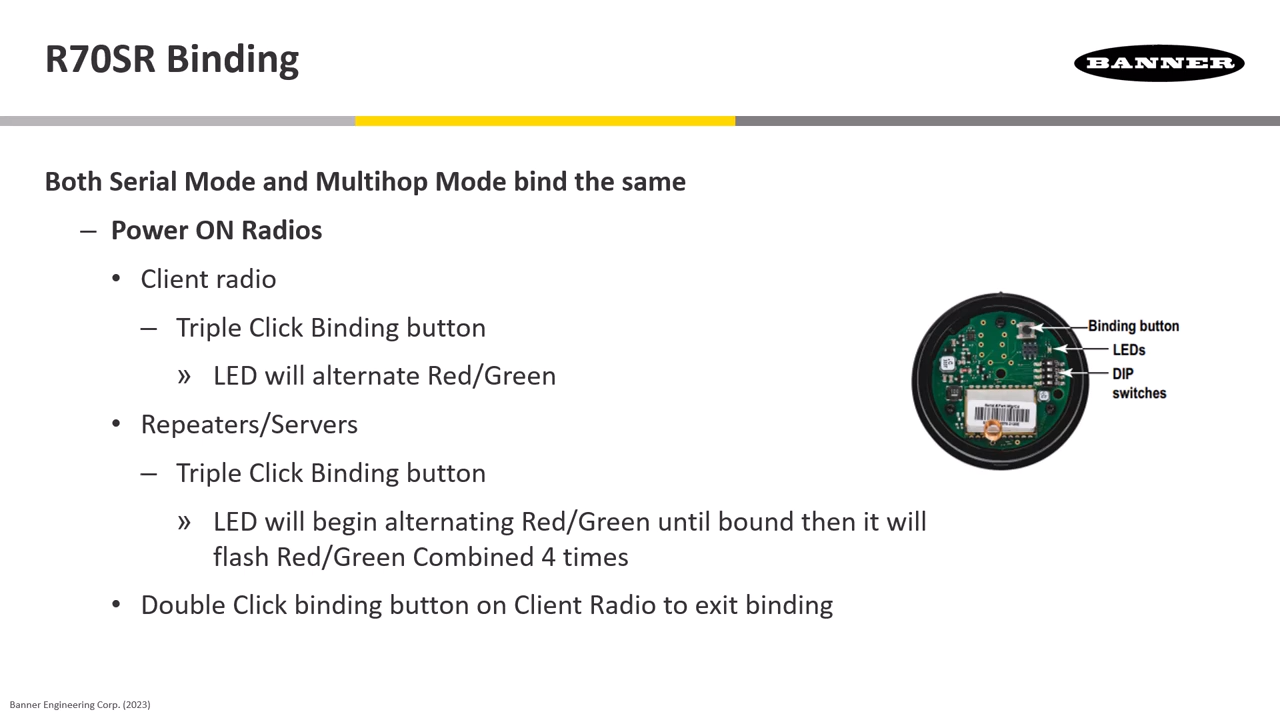 R70SR Binding
BANNER
Both Serial Mode and Multihop Mode bind the same
– Power ON Radios
• Client radio
– Triple Click Binding button
» LED will alternate Red/Green
• Repeaters/Servers
– Triple Click Binding button
» LED will begin alternating Red/Green until bound then it will
flash Red/Green Combined 4 times
• Double Click binding button on Client Radio to exit binding
Binding button
LEDs
DIP
switches
Banner Engineering Corp. (2023)